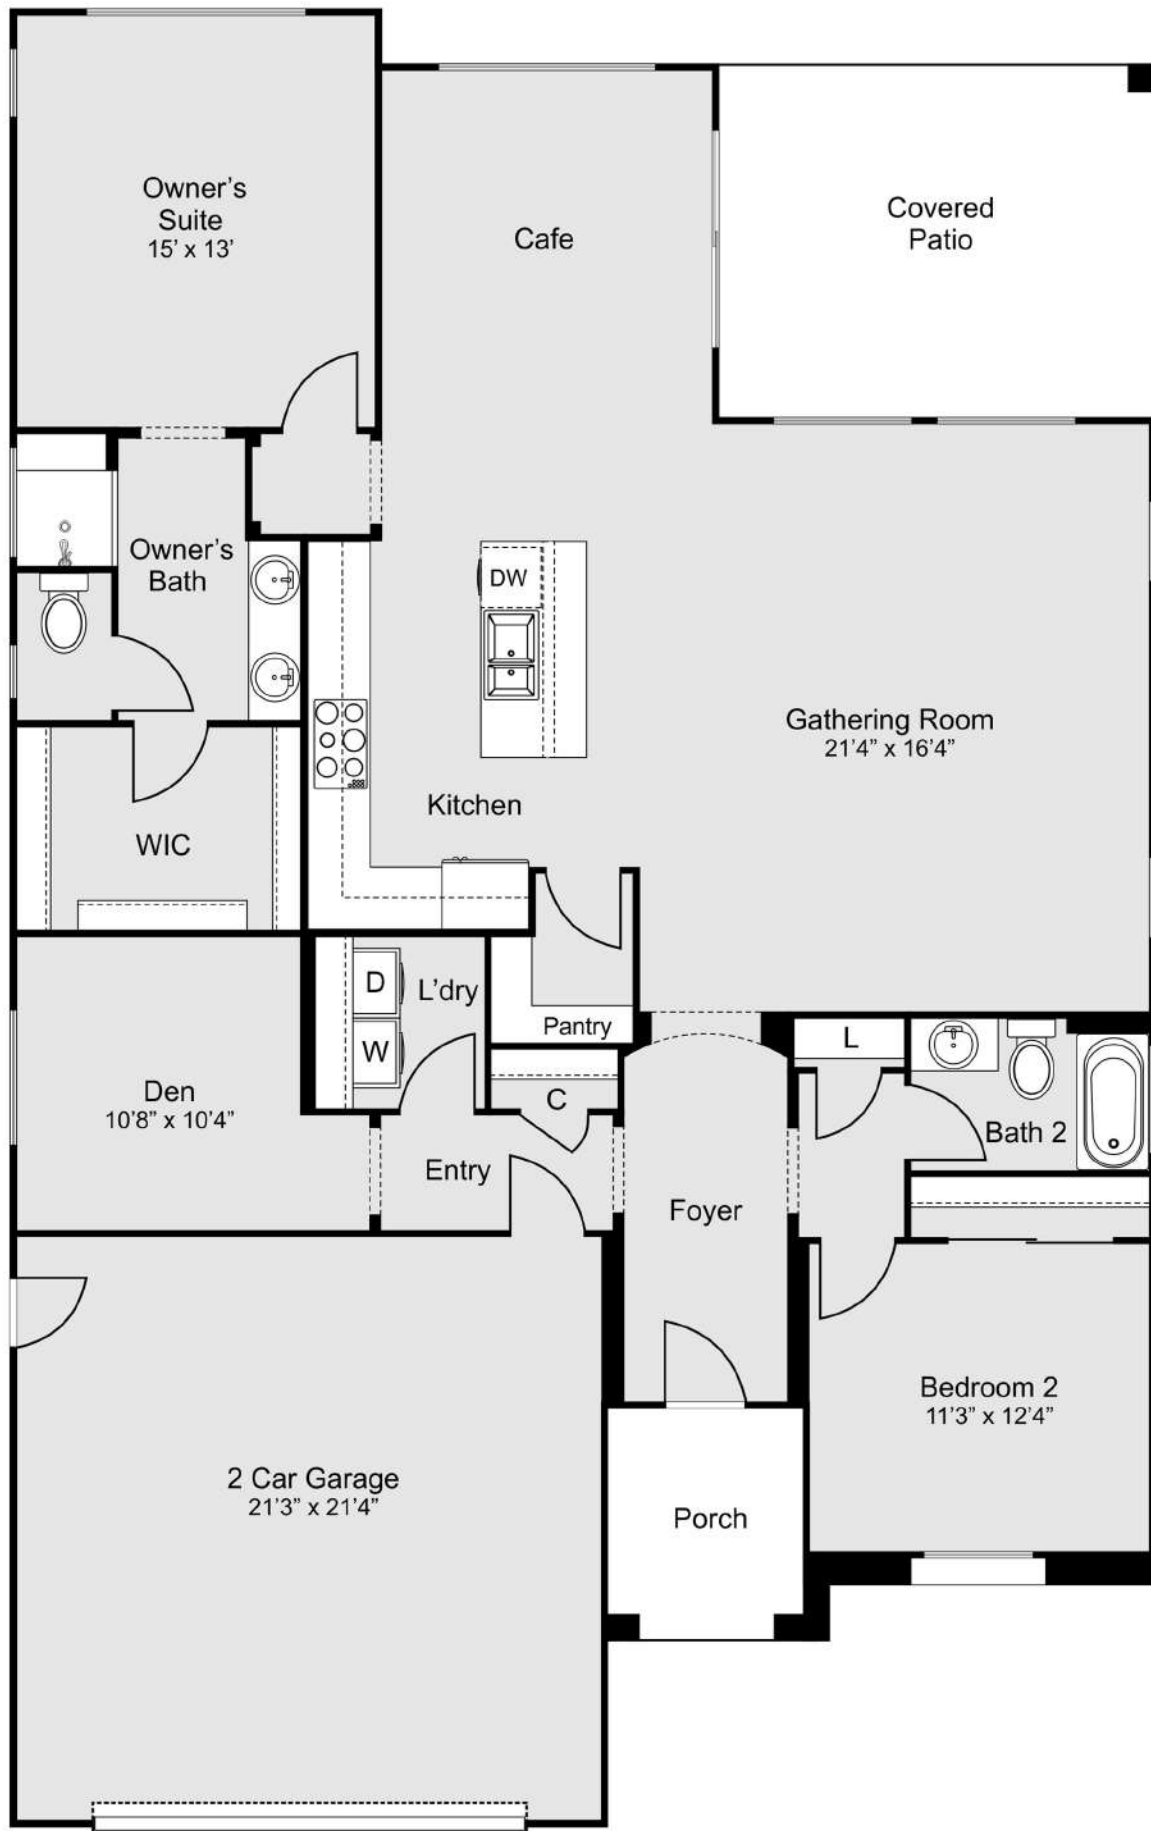 Owner’s
Suite
15’ x 13’
Cafe
Covered
Patio
Owner’s
Bath
DW
Gathering Room
21’4” x 16’4”
Kitchen
WIC
D
L’dry
W
Pantry
L
C
Den
10’8” x 10’4”
Bath 2
Entry
Foyer
Bedroom 2
11’3” x 12’4”
2 Car Garage
21’3” x 21’4”
Porch